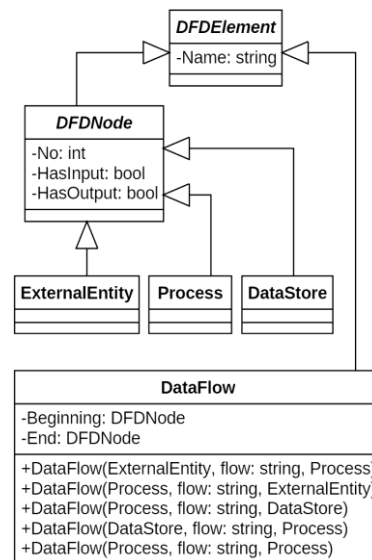 DFDElement
-Name: string
DFDNode
-No: int
-HasInput: bool
-HasOutput: bool
ExternalEntity
Process
DataStore
DataFlow
-Beginning: DFDNode
-End: DFDNode
+DataFlow(ExternalEntity, flow: string, Process)
+DataFlow(Process, flow: string, ExternalEntity)
+DataFlow(Process, flow: string, DataStore)
+DataFlow(DataStore, flow: string, Process)
+DataFlow(Process, flow: string, Process)